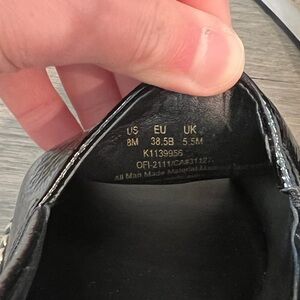 US EU UK
8M 38.5B 5.5M
K1139956
All Man Made Material